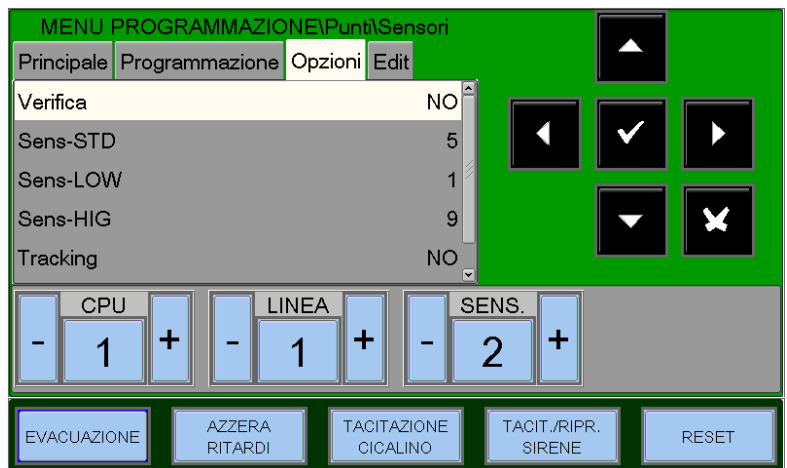 MENU PROGRAMMAZIONE\Punti\Sensori
Principale Programmazione Opzioni Edit
Verifica NO
Sens-STD 5
Sens-LOW 1
Sens-HIG 9
Tracking NO
CPU LINEA SENS.
- 1 + - 1 + - 2 +
EVACUAZIONE AZZERA RITARDI TACITAZIONE CICALINO TACIT./RIPR. SIRENE RESET